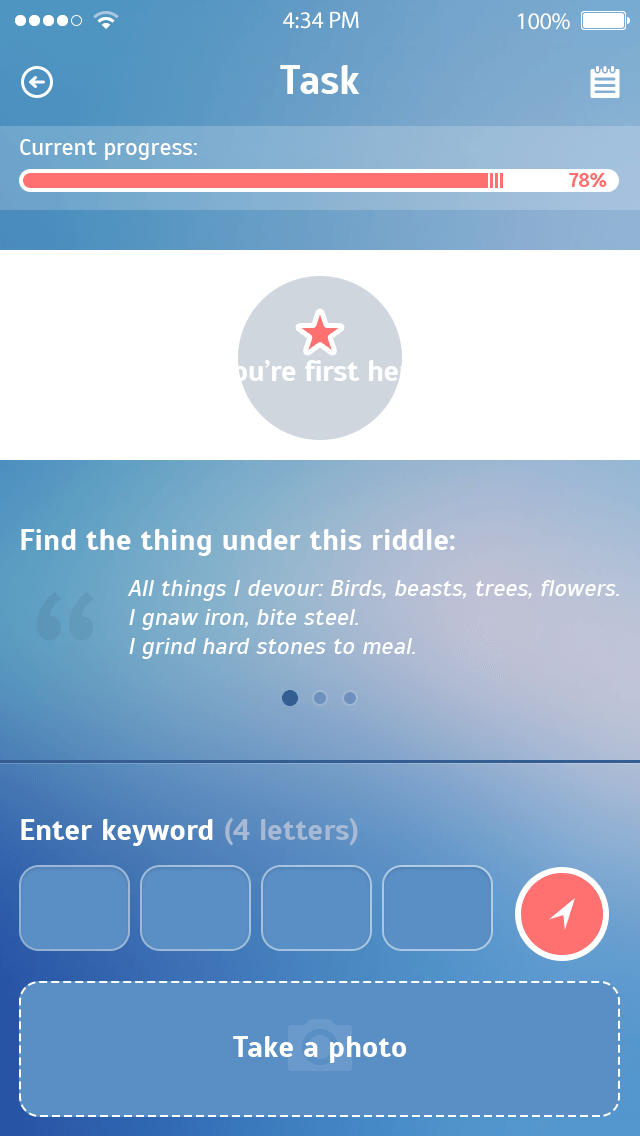 4:34 PM
100%
Task
Current progress:
78%
ou're first he
Find the thing under this riddle:
“
All things I devour: Birds, beasts, trees, flowers.
I gnaw iron, bite steel.
I grind hard stones to meal.
Enter keyword (4 letters)
Take a photo